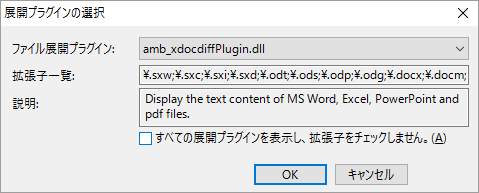 展開プラグインの選択
ファイル展開プラグイン:
amb_xdocdiffPlugin.dll
拡張子一覧:
¥.sxw;¥.sxc;¥.sxi;¥.sxd;¥.odt;¥.ods;¥.odp;¥.odg;¥.docx;¥.docm;
説明:
Display the text content of MS Word, Excel, PowerPoint and
pdf files.
すべての展開プラグインを表示し、拡張子をチェックしません。(A)
OK
キャンセル